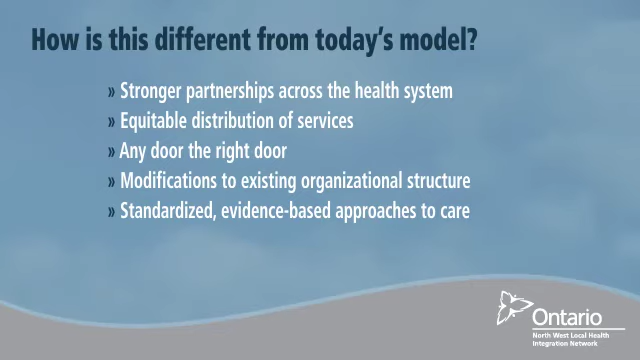 How is this different from today's model?
» Stronger partnerships across the health system
» Equitable distribution of services
» Any door the right door
» Modifications to existing organizational structure
» Standardized, evidence-based approaches to care
Ontario
North West Local Health
Integration Network